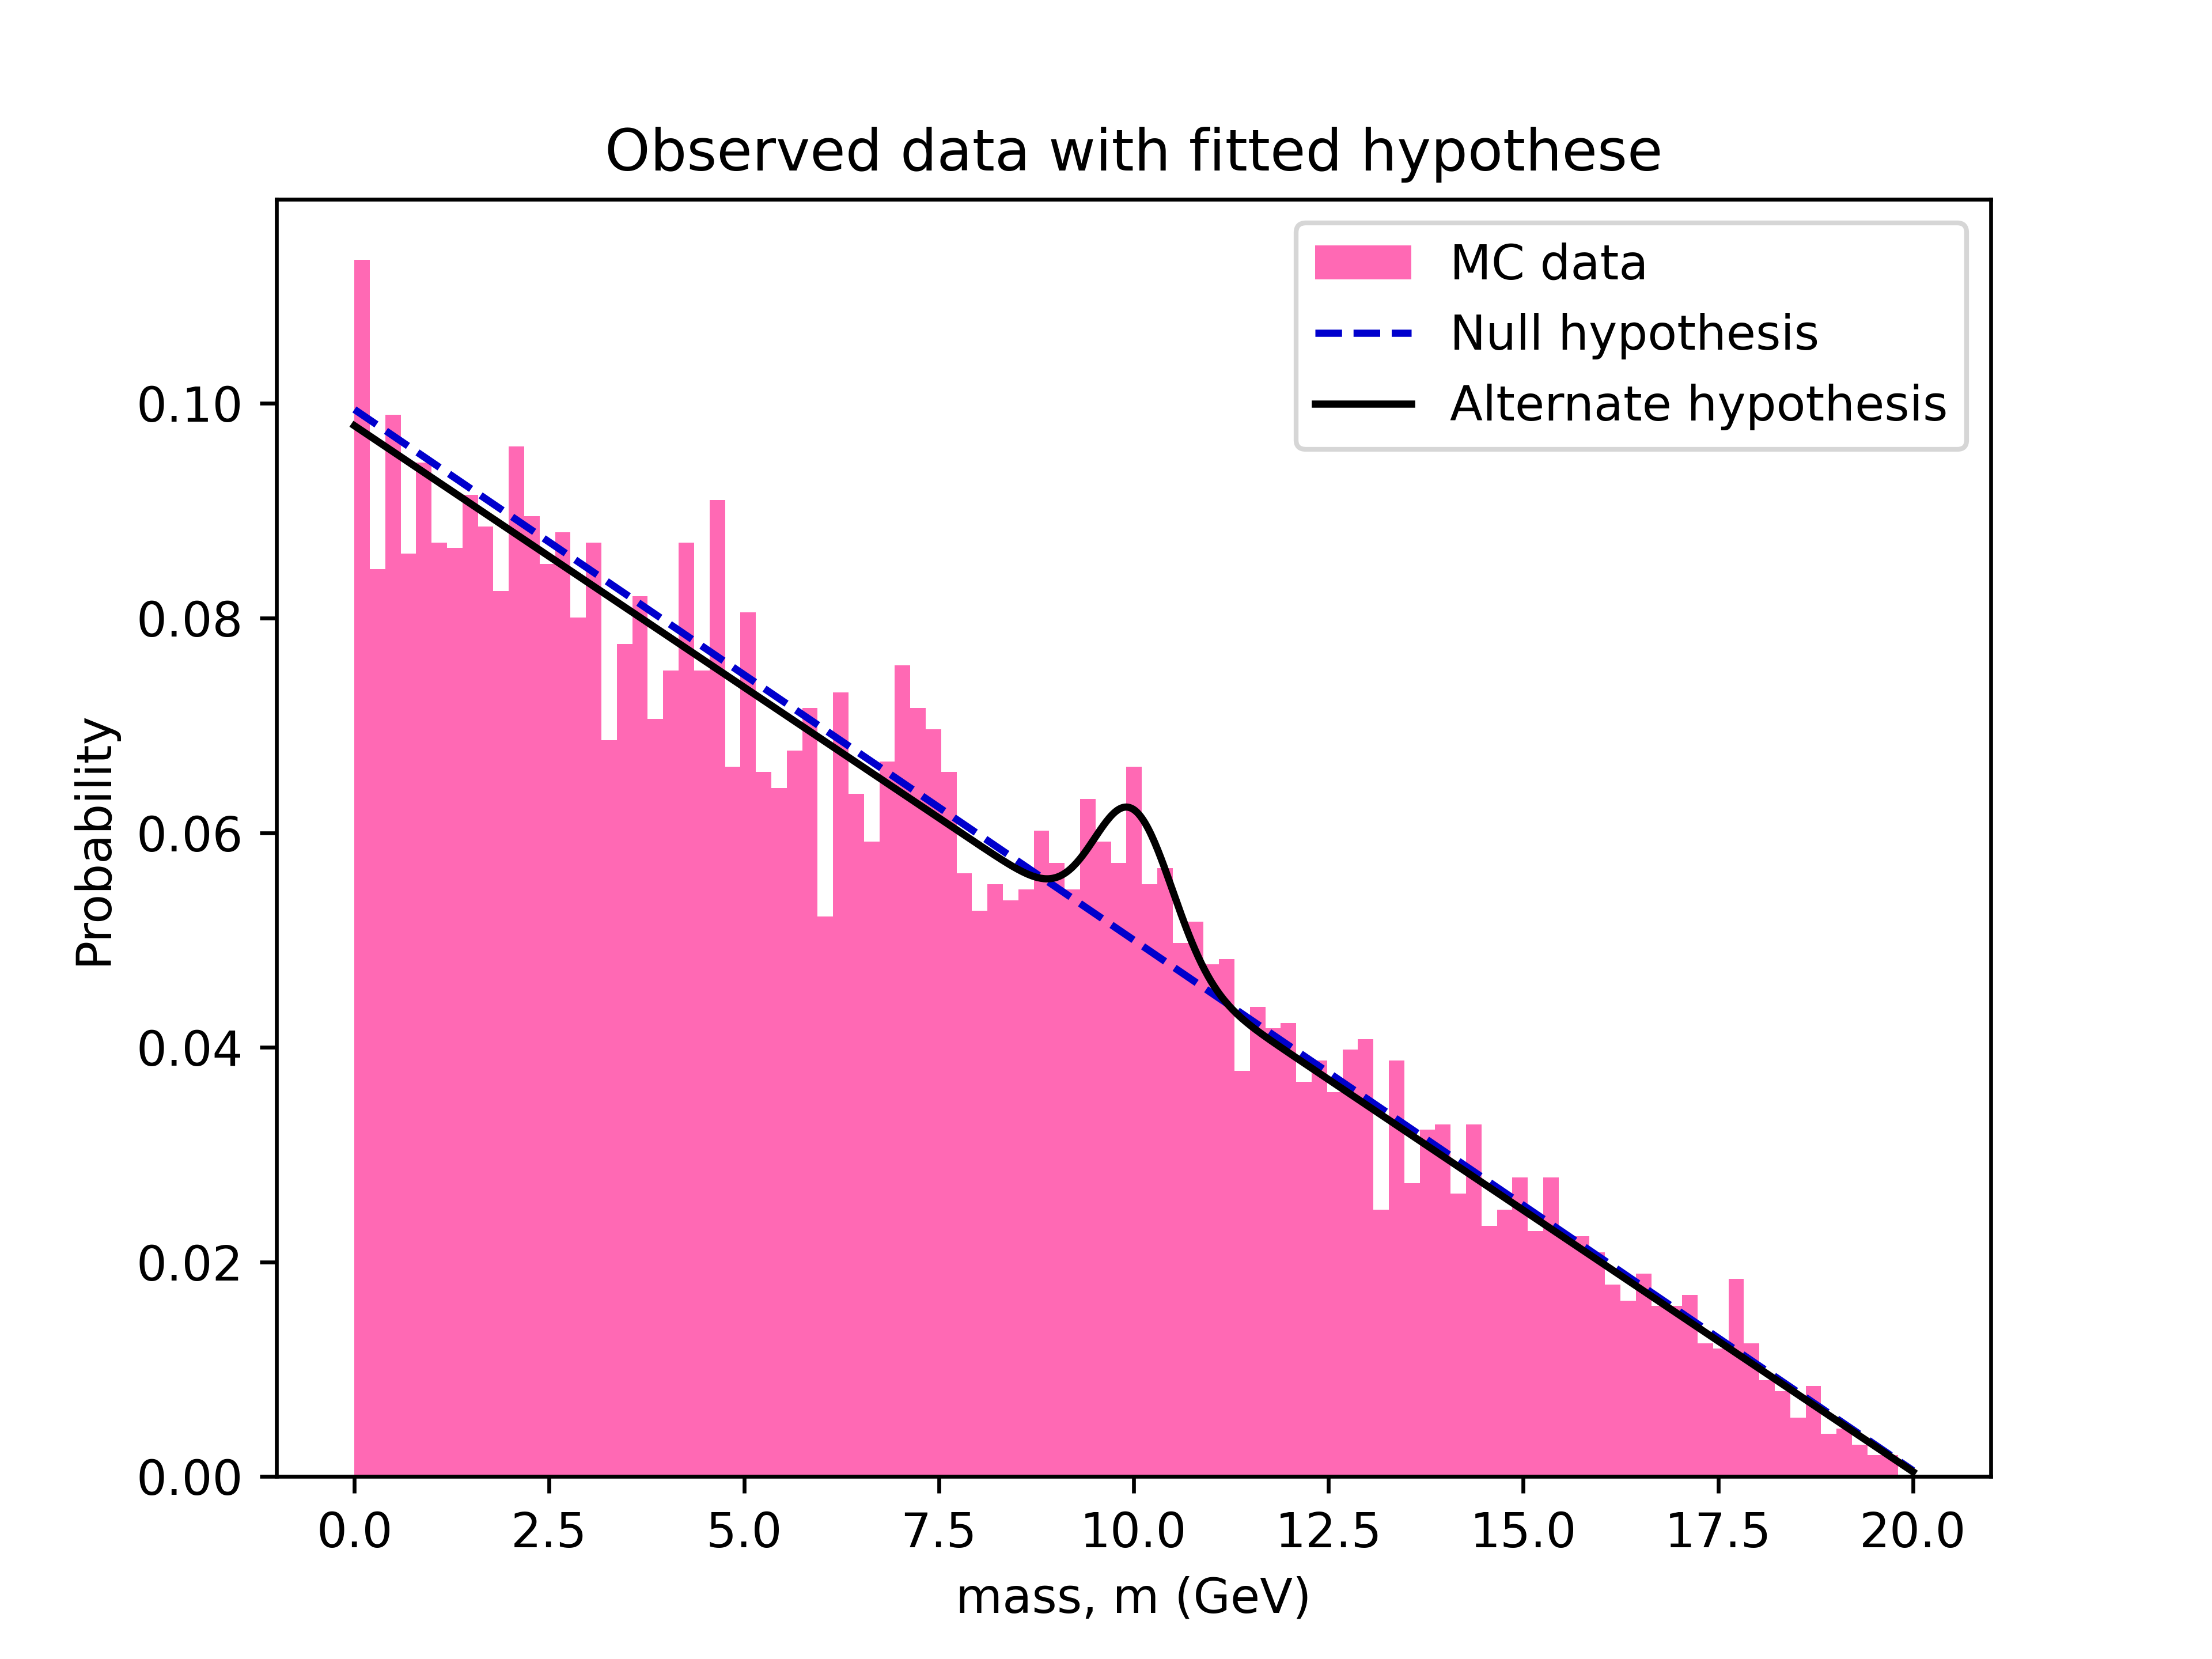 Observed data with fitted hypothese
MC data
Null hypothesis
Alternate hypothesis
Probability
0.10
0.08
0.06
0.04
0.02
0.00
0.0 2.5 5.0 7.5 10.0 12.5 15.0 17.5 20.0
mass, m (GeV)